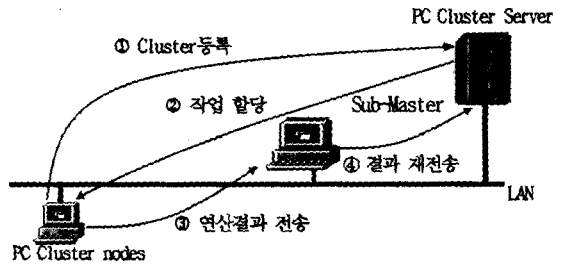 PC Cluster Server
① Cluster등록
② 작업 할당
Sub-Master
④ 결과 재전송
LAN
③ 연산결과 전송
PC Cluster nodes